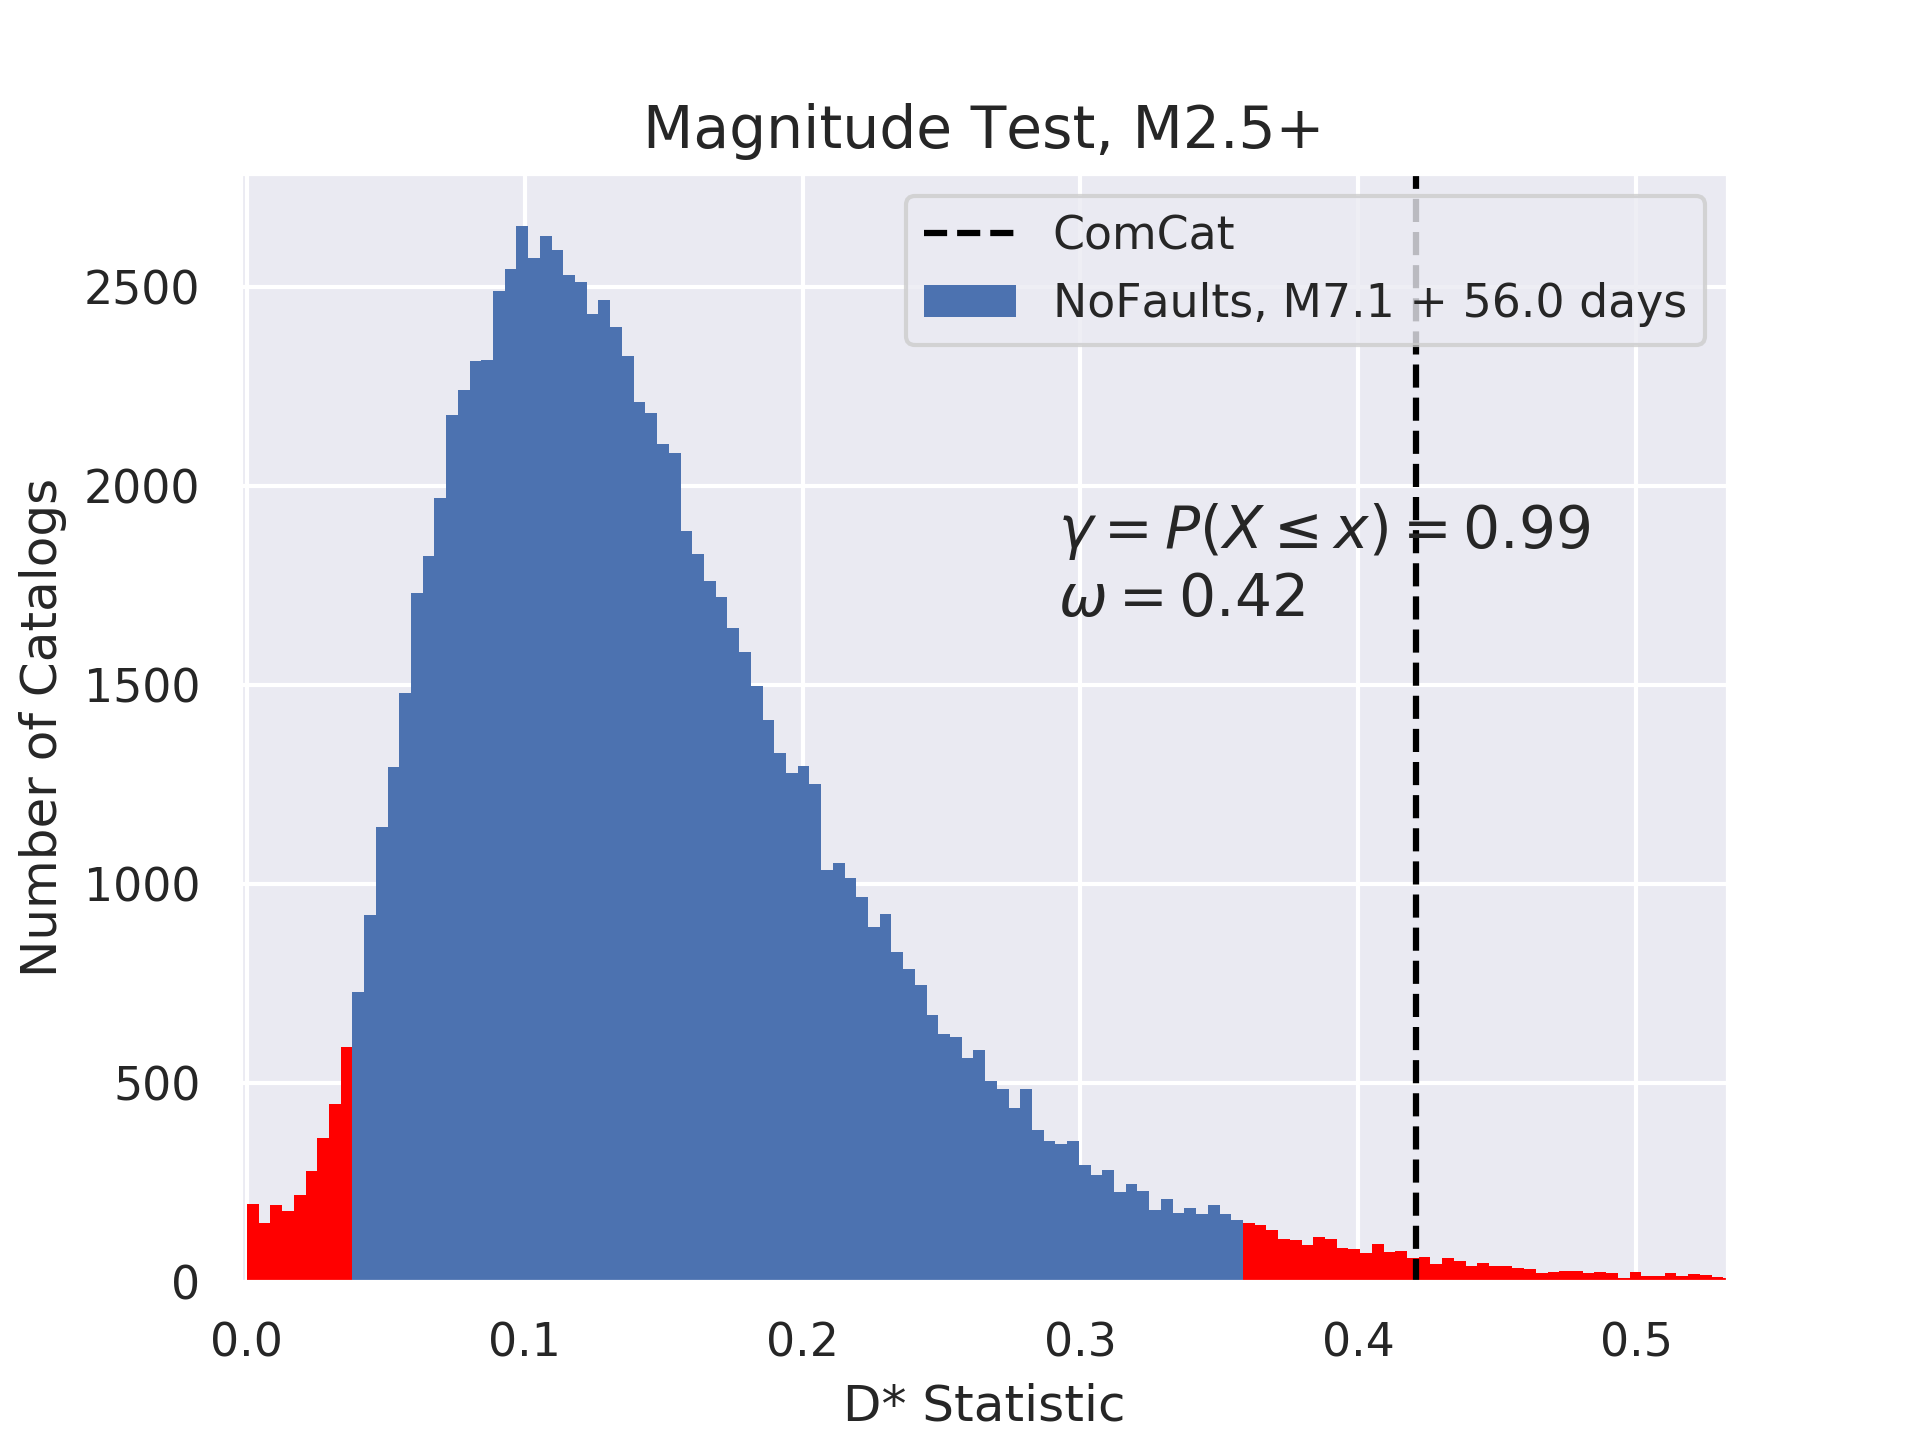 Magnitude Test, M2.5+
ComCat
NoFaults, M7.1 + 56.0 days
γ = P(X ≤ x) = 0.99
ω = 0.42
Number of Catalogs
2500
2000
1500
1000
500
0
0.0 0.1 0.2 0.3 0.4 0.5
D* Statistic